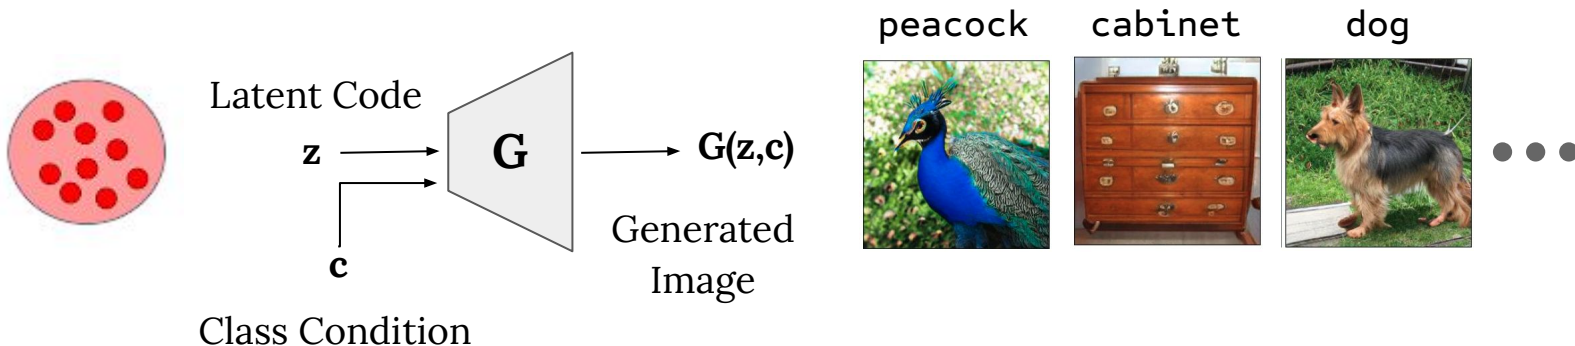 Latent Code
z
c
Class Condition
G
G(z,c)
Generated
Image
peacock
cabinet
dog